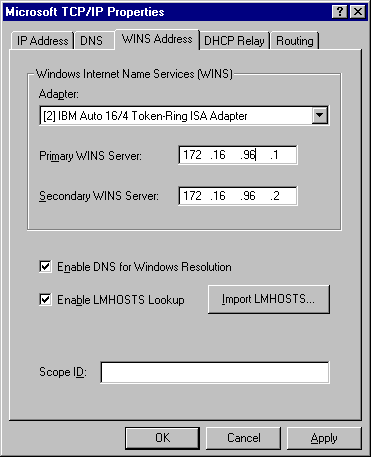 Microsoft TCP/IP Properties
IP Address DNS WINS Address DHCP Relay Routing
Windows Internet Name Services (WINS)
Adapter:
[2] IBM Auto 16/4 Token-Ring ISA Adapter
Primary WINS Server: 172 .16 .96 .1
Secondary WINS Server: 172 .16 .96 .2
Enable DNS for Windows Resolution
Enable LMHOSTS Lookup Import LMHOSTS...
Scope ID:
OK Cancel Apply